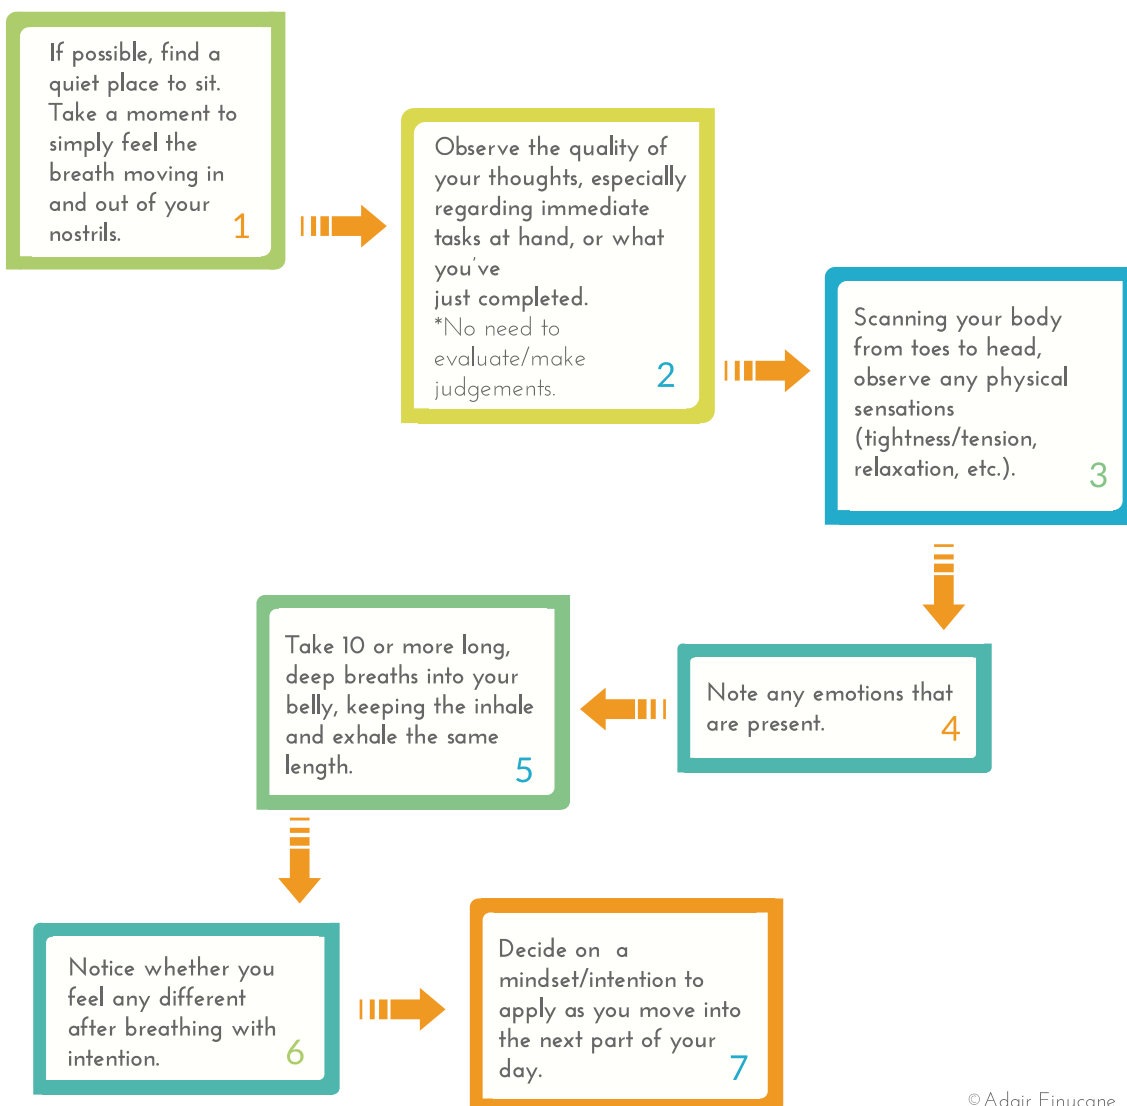 If possible, find a
quiet place to sit.
Take a moment to
simply feel the
breath moving in
and out of your
nostrils.
1
Observe the quality of
your thoughts, especially
regarding immediate
tasks at hand, or what
you've
just completed.
*No need to
evaluate/make
judgements.
2
Scanning your body
from toes to head,
observe any physical
sensations
(tightness/tension,
relaxation, etc.).
3
Note any emotions that
are present.
4
Take 10 or more long,
deep breaths into your
belly, keeping the inhale
and exhale the same
length.
5
Notice whether you
feel any different
after breathing with
intention.
6
Decide on a
mindset/intention to
apply as you move into
the next part of your
day.
7
© Adair Finucane